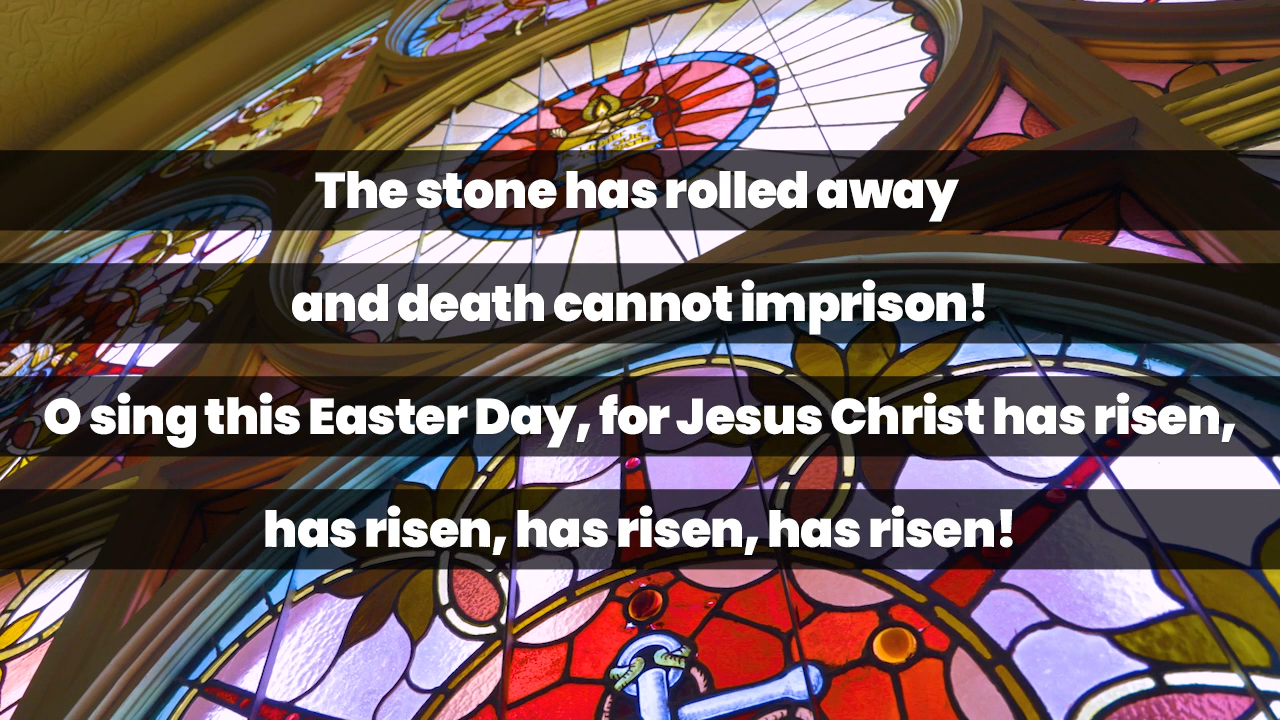 The stone has rolled away
and death cannot imprison!
O sing this Easter Day, for Jesus Christ has risen,
has risen, has risen, has risen!